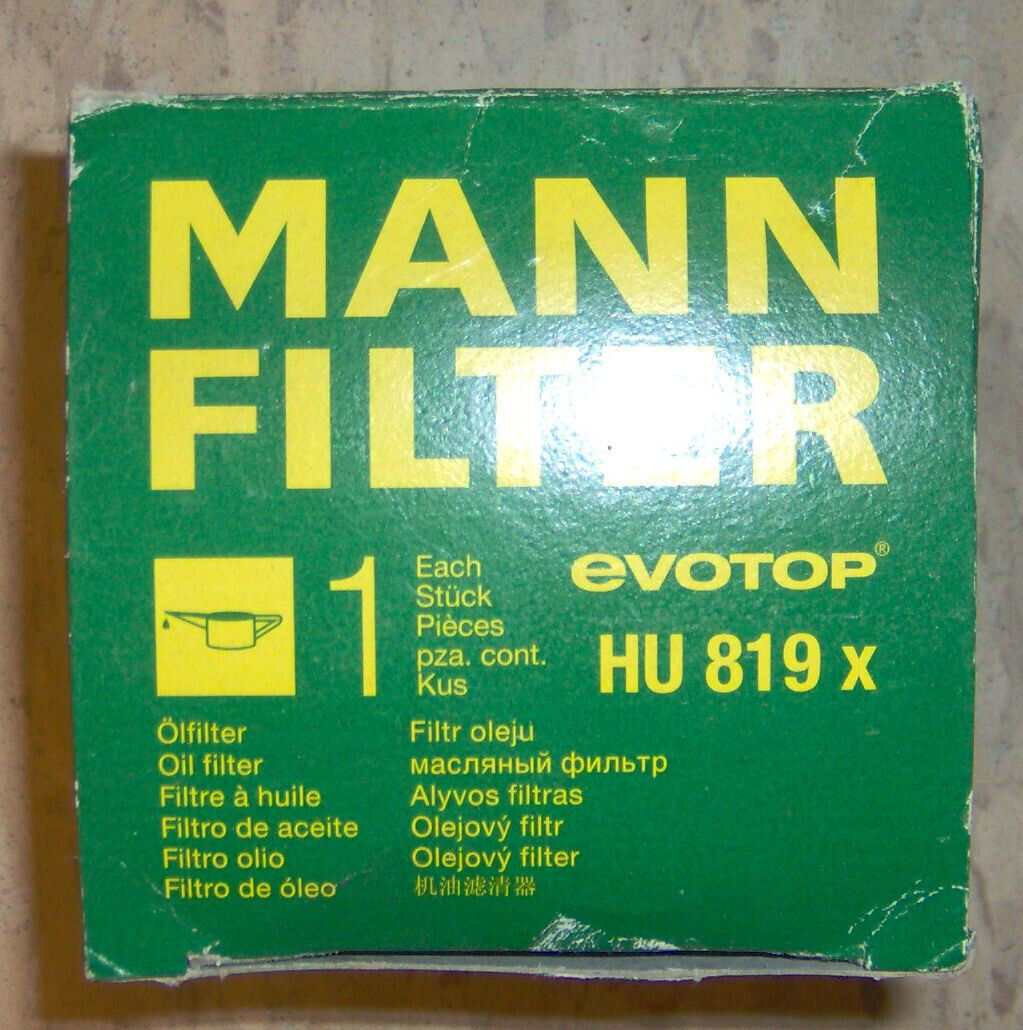 MANN
FILTER
1
Each
Stück
Pièces
pza. cont.
Kus
evoTOP®
HU 819 x
Ölfilter
Oil filter
Filtre à huile
Filtro de aceite
Filtro olio
Filtro de óleo
Filtr oleju
масляный фильтр
Alyvos filtras
Olejový filtr
Olejový filter
机油滤清器